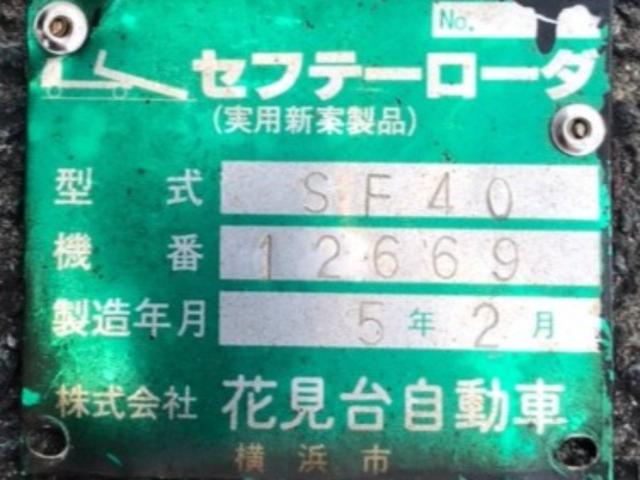 No.
セフテーローダ
(実用新案製品)
型式 SF40
機番 12669
製造年月 5年2月
株式会社 花見台自動車
横浜市